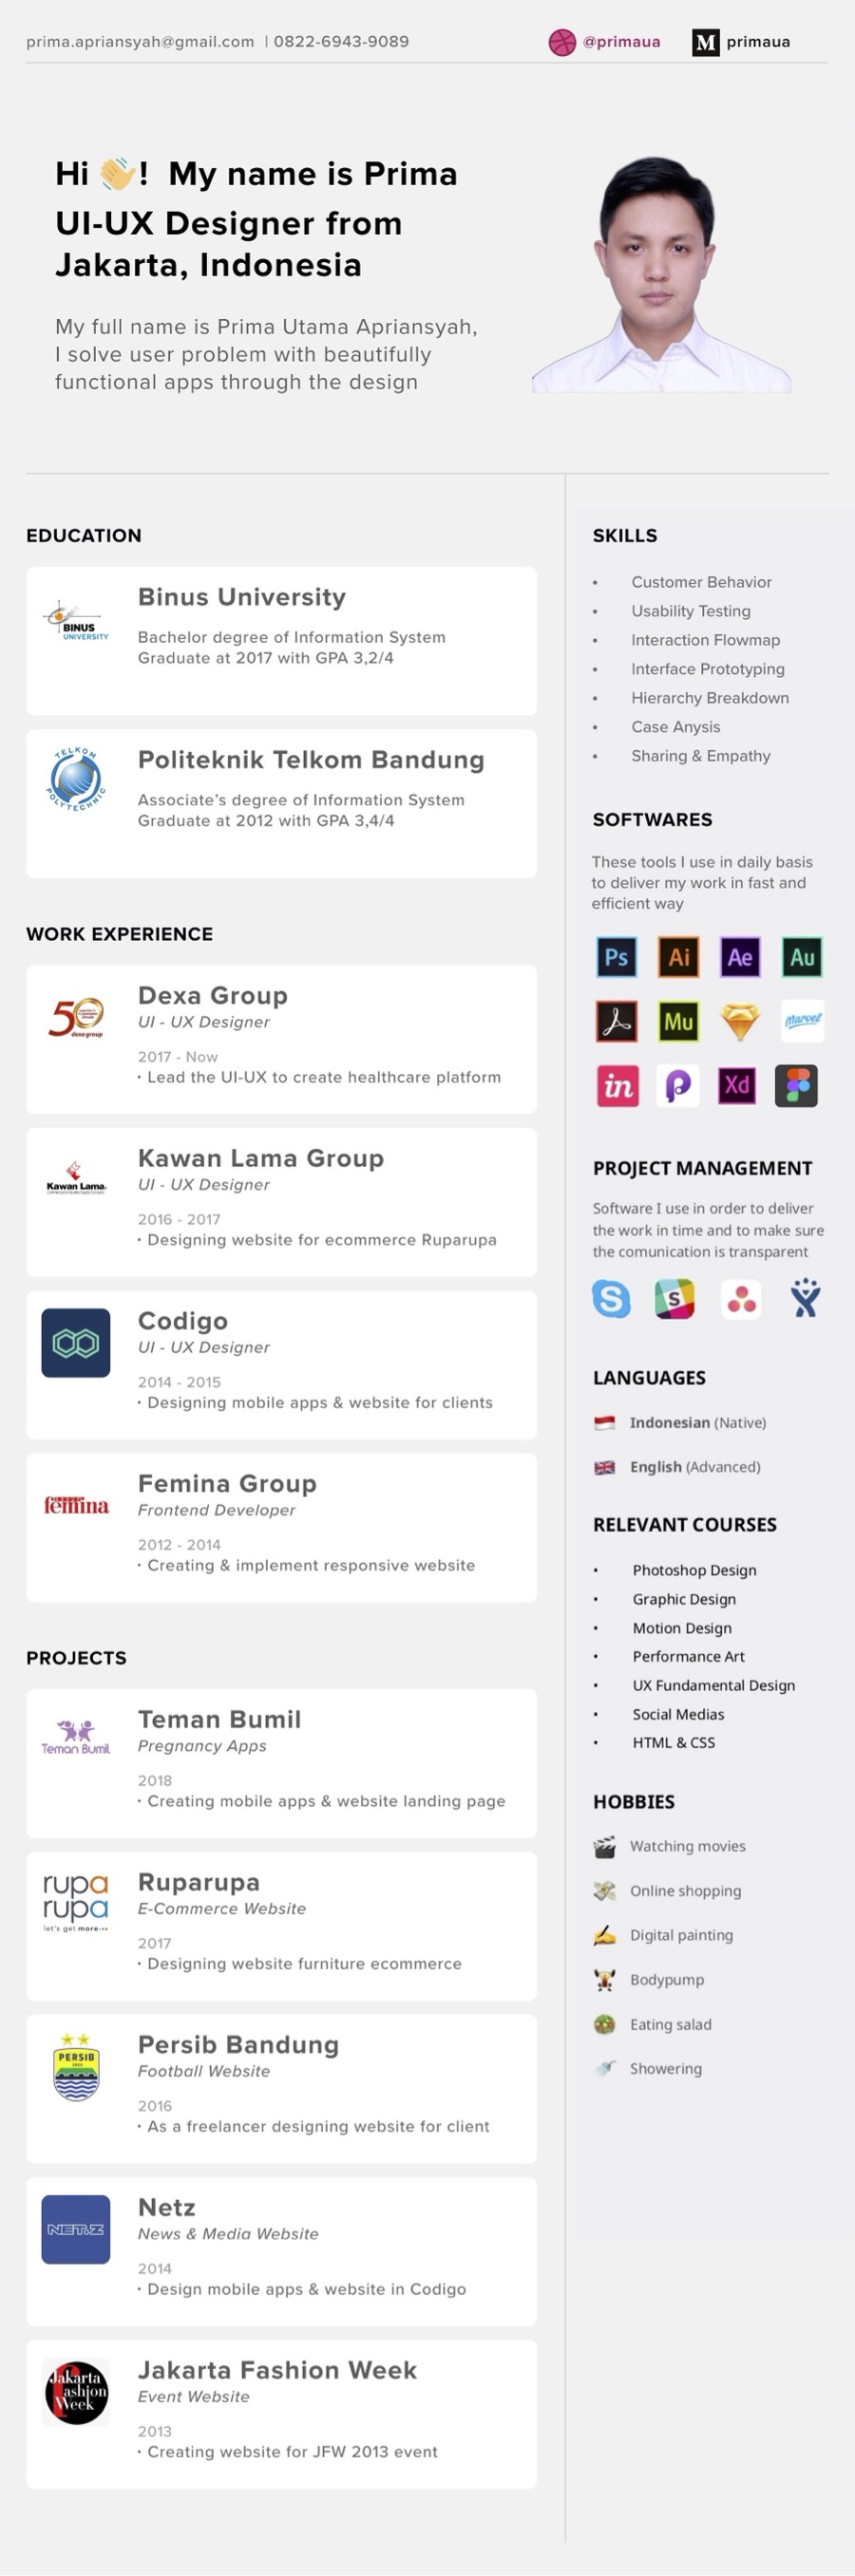 prima.apriansyah@gmail.com | 0822-6943-9089
@primaua
M primaua
Hi 👋! My name is Prima
UI-UX Designer from
Jakarta, Indonesia
My full name is Prima Utama Apriansyah,
I solve user problem with beautifully
functional apps through the design
EDUCATION
BINUS
UNIVERSITY
Binus University
Bachelor degree of Information System
Graduate at 2017 with GPA 3,2/4
TELKOM
POLYTECHNIC
Politeknik Telkom Bandung
Associate's degree of Information System
Graduate at 2012 with GPA 3,4/4
WORK EXPERIENCE
50
dexa group
Dexa Group
UI - UX Designer
2017 - Now
· Lead the UI-UX to create healthcare platform
Kawan Lama
Kawan Lama Group
UI - UX Designer
2016 - 2017
· Designing website for ecommerce Ruparupa
Codigo
UI - UX Designer
2014 - 2015
· Designing mobile apps & website for clients
femina
Femina Group
Frontend Developer
2012 - 2014
· Creating & implement responsive website
PROJECTS
Teman Bumil
Teman Bumil
Pregnancy Apps
2018
· Creating mobile apps & website landing page
rupa
rupa
let's get more...
Ruparupa
E-Commerce Website
2017
· Designing website furniture ecommerce
PERSIB
1933
Persib Bandung
Football Website
2016
· As a freelancer designing website for client
NET.Z
Netz
News & Media Website
2014
· Design mobile apps & website in Codigo
Jakarta
Fashion
Week
Jakarta Fashion Week
Event Website
2013
· Creating website for JFW 2013 event
SKILLS
• Customer Behavior
• Usability Testing
• Interaction Flowmap
• Interface Prototyping
• Hierarchy Breakdown
• Case Anysis
• Sharing & Empathy
SOFTWARES
These tools I use in daily basis
to deliver my work in fast and
efficient way
Ps Ai Ae Au
Mu Marvel
in P Xd
PROJECT MANAGEMENT
Software I use in order to deliver
the work in time and to make sure
the comunication is transparent
S S
LANGUAGES
Indonesian (Native)
English (Advanced)
RELEVANT COURSES
• Photoshop Design
• Graphic Design
• Motion Design
• Performance Art
• UX Fundamental Design
• Social Medias
• HTML & CSS
HOBBIES
Watching movies
Online shopping
Digital painting
Bodypump
Eating salad
Showering